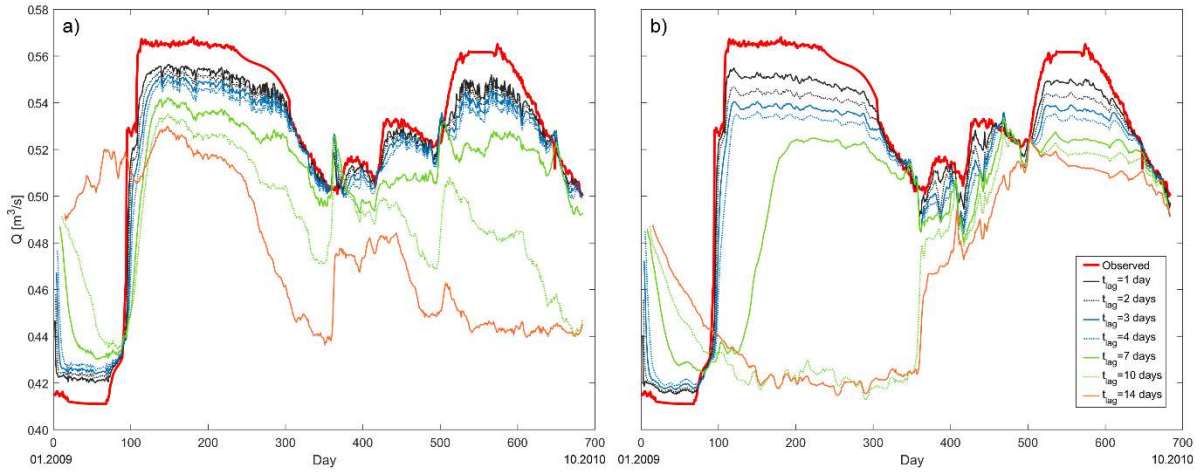 a)
Q [m³/s]
0.58
0.56
0.54
0.52
0.50
0.48
0.46
0.44
0.42
0.40
0
100
200
300
400
500
600
700
01.2009
Day
10.2010
b)
0
100
200
300
400
500
600
700
01.2009
Day
10.2010
Observed
t_lag=1 day
t_lag=2 days
t_lag=3 days
t_lag=4 days
t_lag=7 days
t_lag=10 days
t_lag=14 days